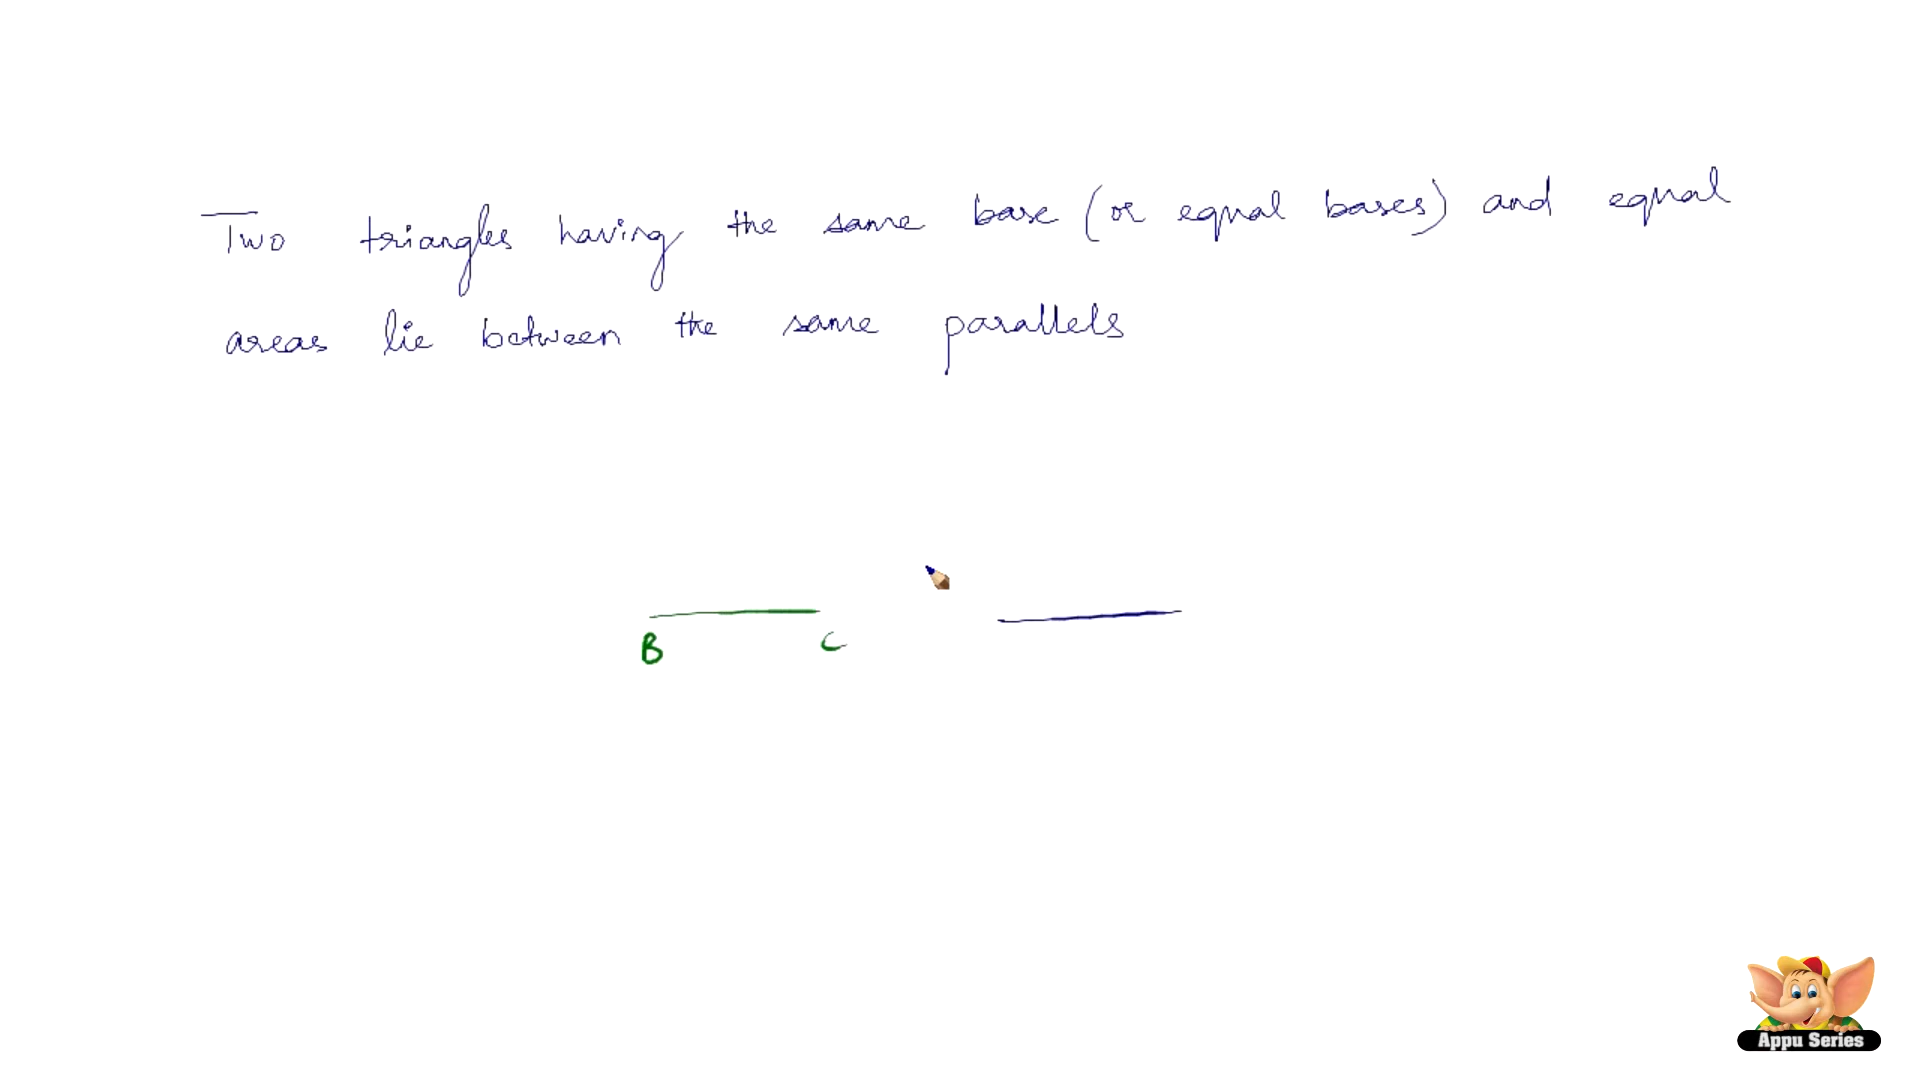 Two triangles having the same base (or equal bases) and equal
areas lie between the same parallels
B C
Appu Series